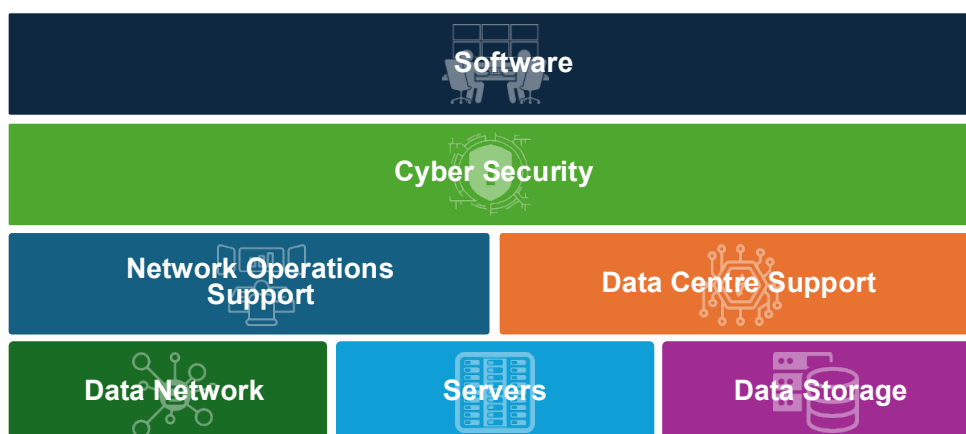 Software
Cyber Security
Network Operations
Support
Data Centre Support
Data Network
Servers
Data Storage